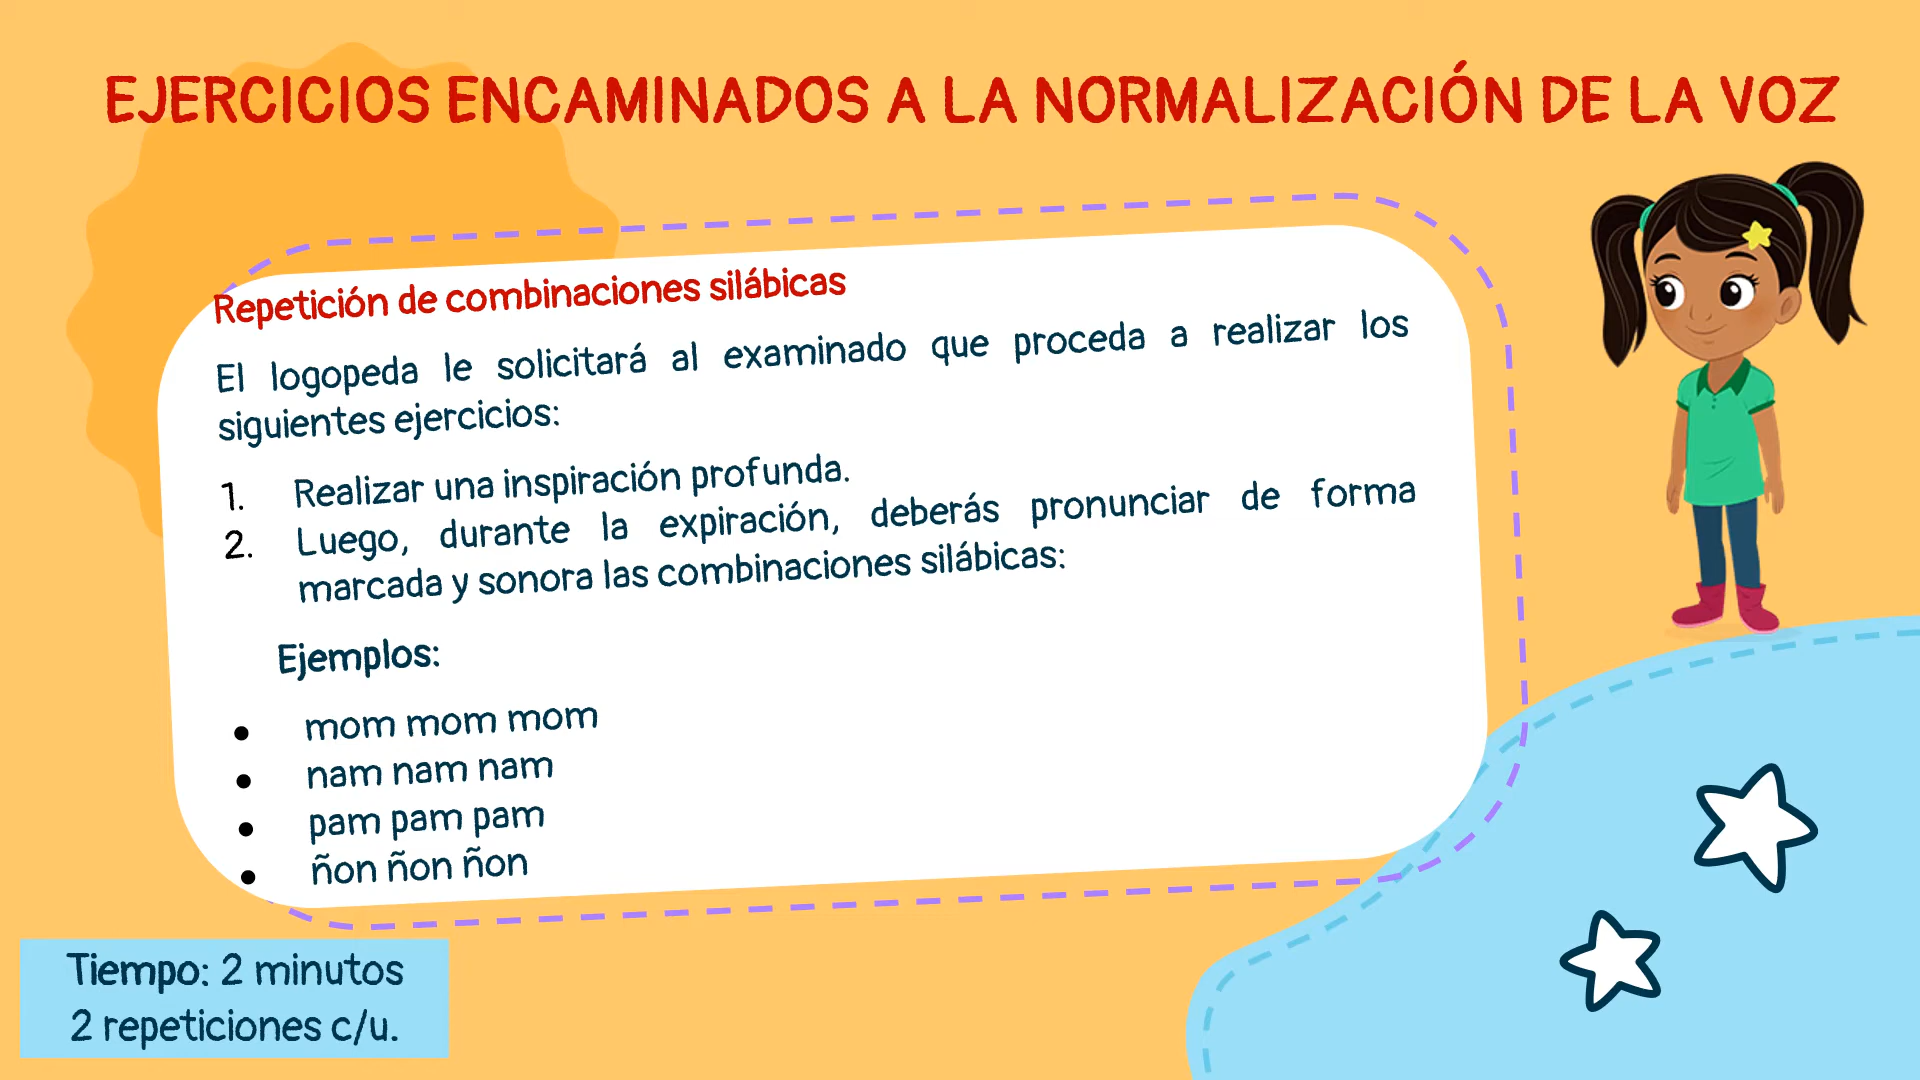 EJERCICIOS ENCAMINADOS A LA NORMALIZACIÓN DE LA VOZ
Repetición de combinaciones silábicas
El logopeda le solicitará al examinado que proceda a realizar los
siguientes ejercicios:
1. Realizar una inspiración profunda.
2. Luego, durante la expiración, deberás pronunciar de forma
marcada y sonora las combinaciones silábicas:
Ejemplos:
● mom mom mom
● nam nam nam
● pam pam pam
● ñon ñon ñon
Tiempo: 2 minutos
2 repeticiones c/u.